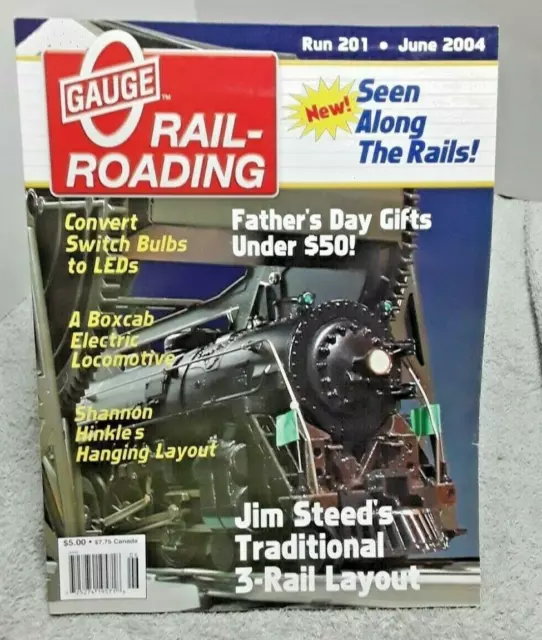 Run 201 • June 2004
O
GAUGE™
RAIL-
ROADING
New!
Seen
Along
The Rails!
Convert
Switch Bulbs
to LEDs
Father's Day Gifts
Under $50!
A Boxcab
Electric
Locomotive
Shannon
Hinkle's
Hanging Layout
Jim Steed's
Traditional
3-Rail Layout
$5.00 • $7.75 Canada